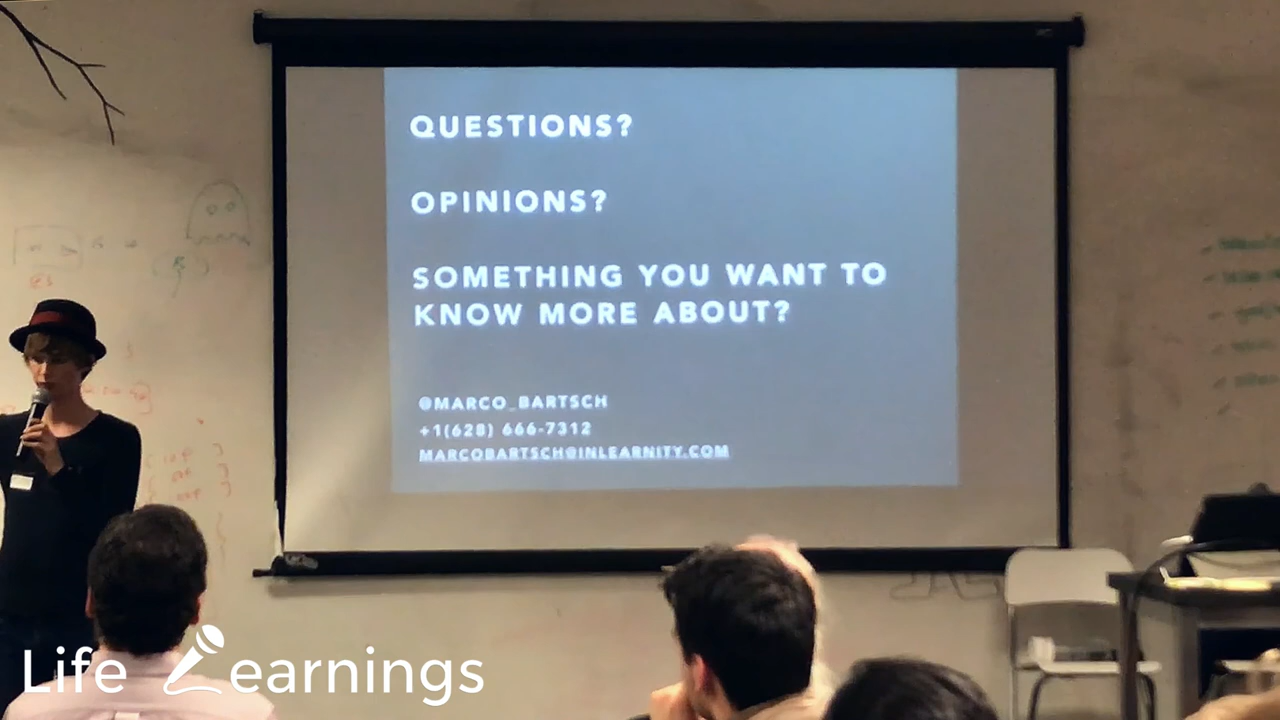 QUESTIONS?
OPINIONS?
SOMETHING YOU WANT TO
KNOW MORE ABOUT?
@MARCO_BARTSCH
+1(628) 666-7312
MARCOBARTSCH@INLEARNITY.COM
Life Learnings